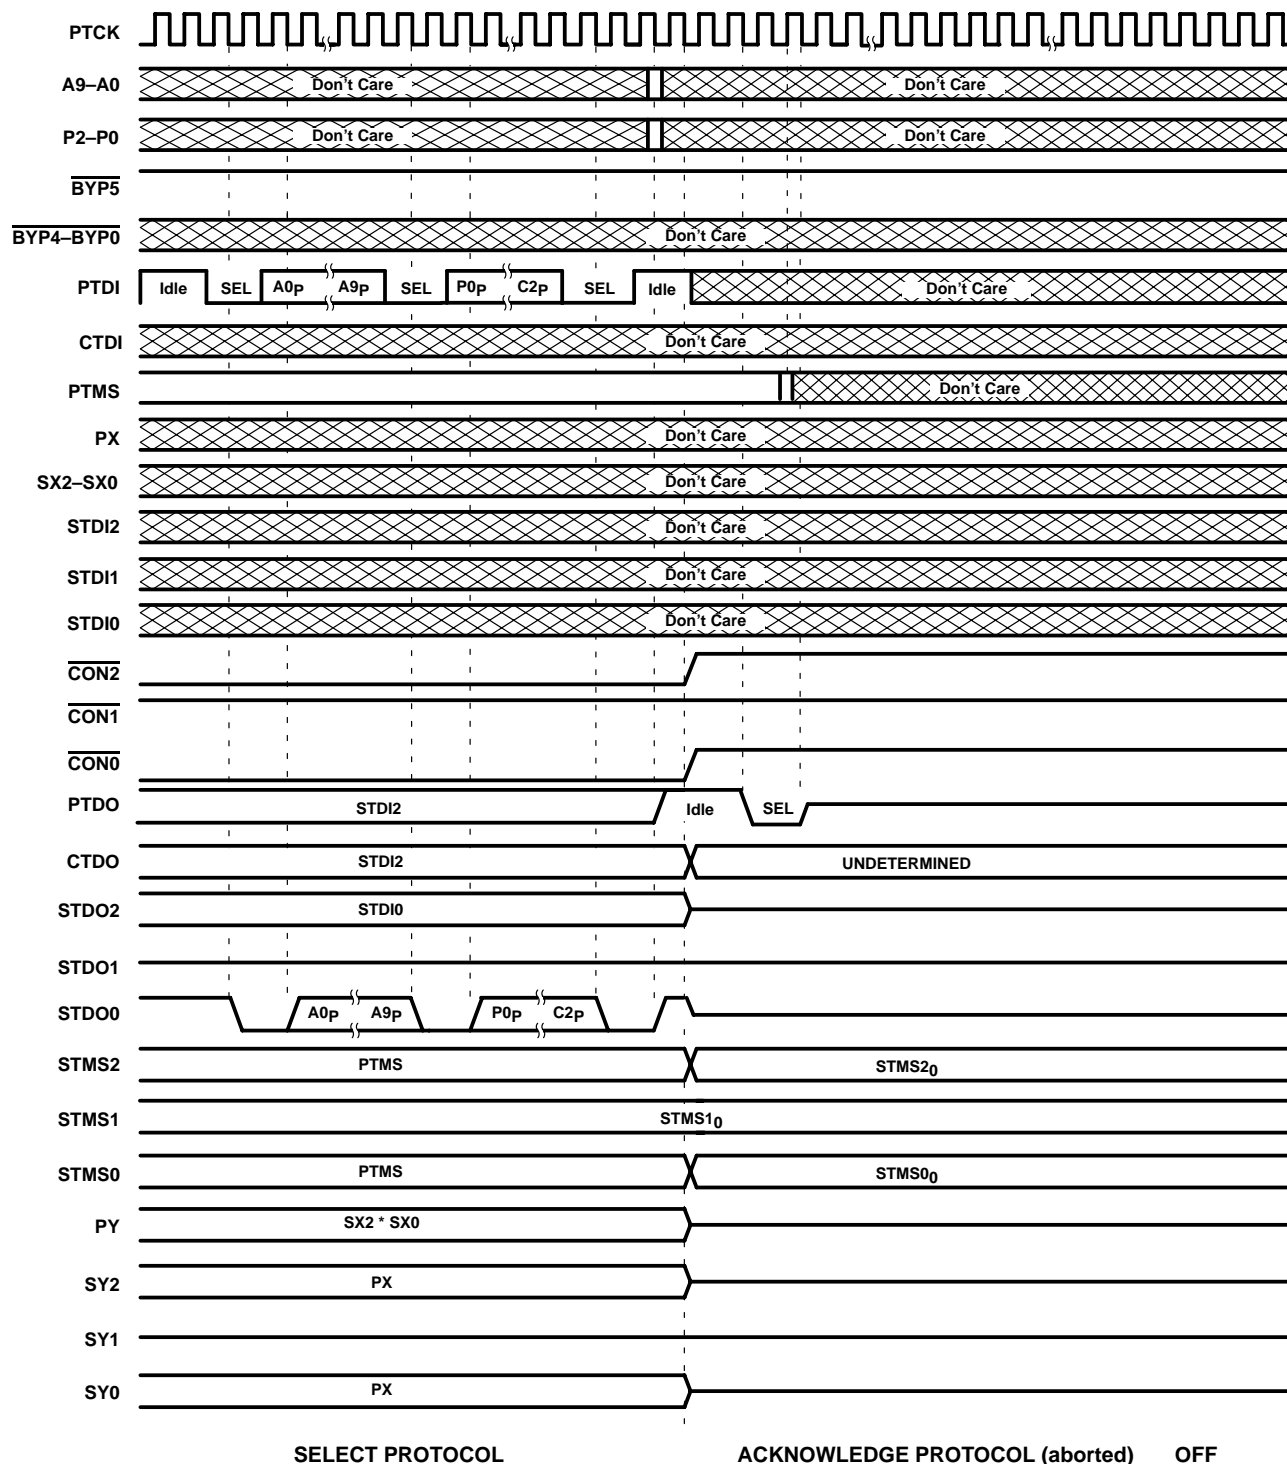 PTCK
A9–A0 Don't Care Don't Care
P2–P0 Don't Care Don't Care
BYP5
BYP4–BYP0 Don't Care
PTDI Idle SEL A0P A9P SEL P0P C2P SEL Idle Don't Care
CTDI Don't Care
PTMS Don't Care
PX Don't Care
SX2–SX0 Don't Care
STDI2 Don't Care
STDI1 Don't Care
STDI0 Don't Care
CON2
CON1
CON0
PTDO STDI2 Idle SEL
CTDO STDI2 UNDETERMINED
STDO2 STDI0
STDO1
STDO0 A0P A9P P0P C2P
STMS2 PTMS STMS20
STMS1 STMS10
STMS0 PTMS STMS00
PY SX2 * SX0
SY2 PX
SY1
SY0 PX
SELECT PROTOCOL ACKNOWLEDGE PROTOCOL (aborted) OFF